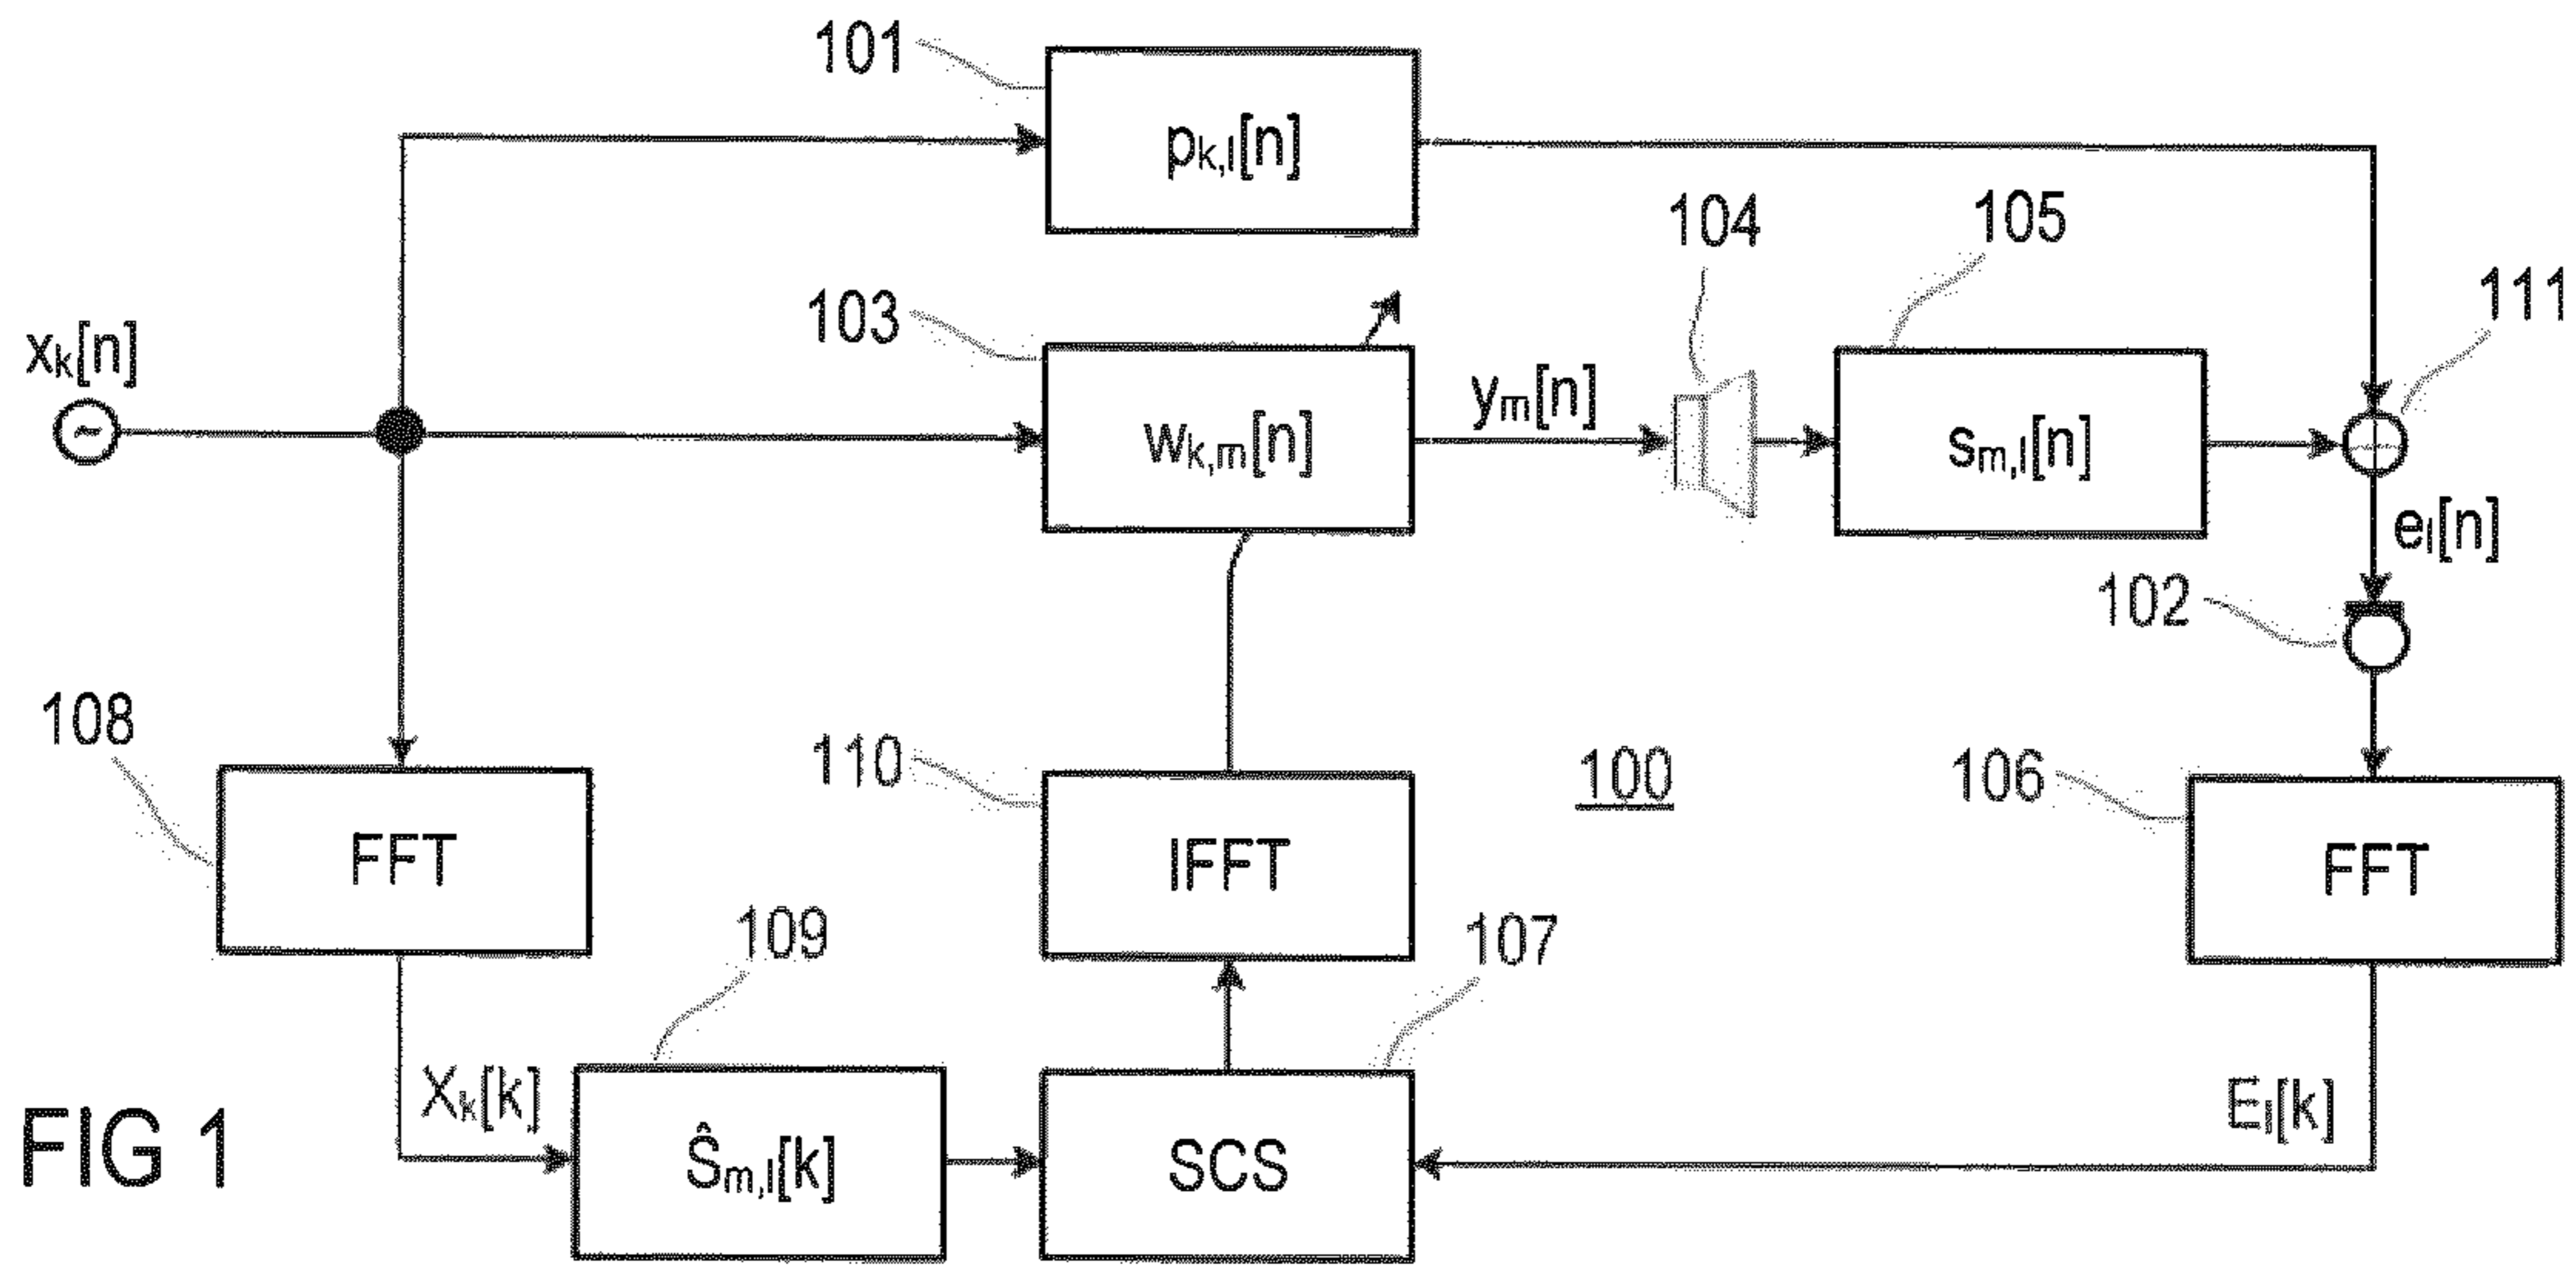 101
pk,l[n]
104
105
111
103
xk[n]
wk,m[n]
ym[n]
sm,l[n]
el[n]
102
108
110
100
106
FFT
IFFT
FFT
109
107
Xk[k]
El[k]
FIG 1
Ŝm,l[k]
SCS